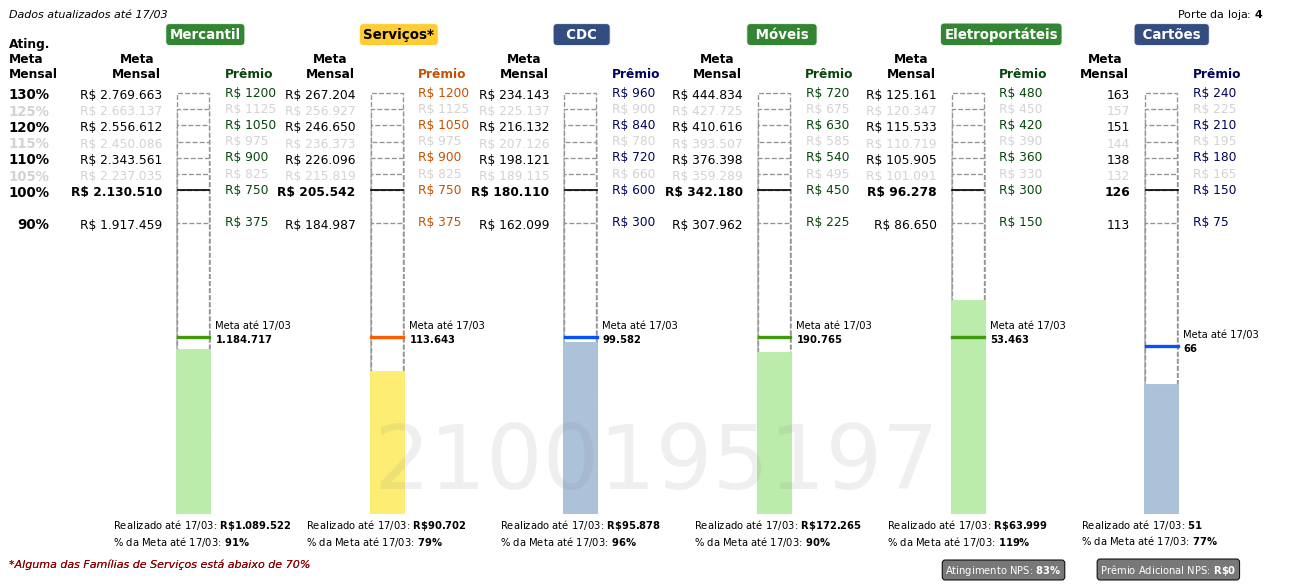 Dados atualizados até 17/03
Porte da loja: 4
Mercantil Serviços* CDC Móveis Eletroportáteis Cartões
Ating. Meta Mensal
Meta Mensal Prêmio Meta Mensal Prêmio Meta Mensal Prêmio Meta Mensal Prêmio Meta Mensal Prêmio Meta Mensal Prêmio
130% R$ 2.769.663 R$ 1200 R$ 267.204 R$ 1200 R$ 234.143 R$ 960 R$ 444.834 R$ 720 R$ 125.161 R$ 480 163 R$ 240
125% R$ 2.663.137 R$ 1125 R$ 256.927 R$ 1125 R$ 225.137 R$ 900 R$ 427.725 R$ 675 R$ 120.347 R$ 450 157 R$ 225
120% R$ 2.556.612 R$ 1050 R$ 246.650 R$ 1050 R$ 216.132 R$ 840 R$ 410.616 R$ 630 R$ 115.533 R$ 420 151 R$ 210
115% R$ 2.450.086 R$ 975 R$ 236.373 R$ 975 R$ 207.126 R$ 780 R$ 393.507 R$ 585 R$ 110.719 R$ 390 144 R$ 195
110% R$ 2.343.561 R$ 900 R$ 226.096 R$ 900 R$ 198.121 R$ 720 R$ 376.398 R$ 540 R$ 105.905 R$ 360 138 R$ 180
105% R$ 2.237.035 R$ 825 R$ 215.819 R$ 825 R$ 189.115 R$ 660 R$ 359.289 R$ 495 R$ 101.091 R$ 330 132 R$ 165
100% R$ 2.130.510 R$ 750 R$ 205.542 R$ 750 R$ 180.110 R$ 600 R$ 342.180 R$ 450 R$ 96.278 R$ 300 126 R$ 150
90% R$ 1.917.459 R$ 375 R$ 184.987 R$ 375 R$ 162.099 R$ 300 R$ 307.962 R$ 225 R$ 86.650 R$ 150 113 R$ 75
Meta até 17/03 Meta até 17/03 Meta até 17/03 Meta até 17/03 Meta até 17/03 Meta até 17/03
1.184.717 113.643 99.582 190.765 53.463 66
2100195197
Realizado até 17/03: R$1.089.522 Realizado até 17/03: R$90.702 Realizado até 17/03: R$95.878 Realizado até 17/03: R$172.265 Realizado até 17/03: R$63.999 Realizado até 17/03: 51
% da Meta até 17/03: 91% % da Meta até 17/03: 79% % da Meta até 17/03: 96% % da Meta até 17/03: 90% % da Meta até 17/03: 119% % da Meta até 17/03: 77%
*Alguma das Famílias de Serviços está abaixo de 70%
Atingimento NPS: 83% Prêmio Adicional NPS: R$0